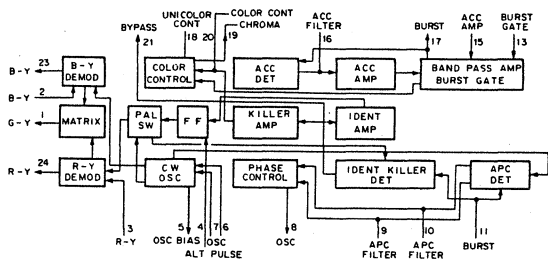 UNICOLOR CONT
COLOR CONT
CHROMA
BYPASS
21
18
20
19
ACC FILTER
16
BURST
17
ACC AMP
15
BURST GATE
13
B-Y
23
B-Y DEMOD
COLOR CONTROL
ACC DET
ACC AMP
BAND PASS AMP
BURST GATE
B-Y
2
G-Y
1
MATRIX
PAL SW
F F
KILLER AMP
IDENT AMP
R-Y
24
R-Y DEMOD
CW OSC
PHASE CONTROL
IDENT KILLER DET
APC DET
3
R-Y
5
OSC BIAS
4
ALT PULSE
7
OSC
6
8
OSC
9
APC FILTER
10
APC FILTER
11
BURST